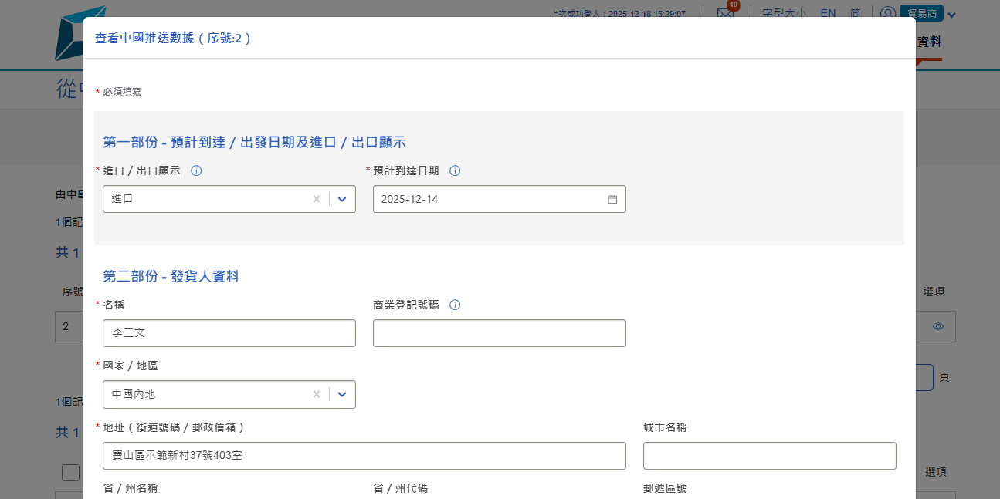 上次成功登入 : 2025-12-18 15:29:07
10
字型大小
EN
简
貿易商
查看中國推送數據 ( 序號:2 )
資料
從
* 必須填寫
第一部份 - 預計到達 / 出發日期及進口 / 出口顯示
* 進口 / 出口顯示
* 預計到達日期
進口
2025-12-14
由中國
1個記
共 1
第二部份 - 發貨人資料
序號
* 名稱
商業登記號碼
選項
2
李三文
* 國家 / 地區
中國內地
頁
1個記
共 1
* 地址 ( 街道號碼 / 郵政信箱 )
城市名稱
寶山區示範新村37號403室
選項
省 / 州名稱
省 / 州代碼
郵遞區號